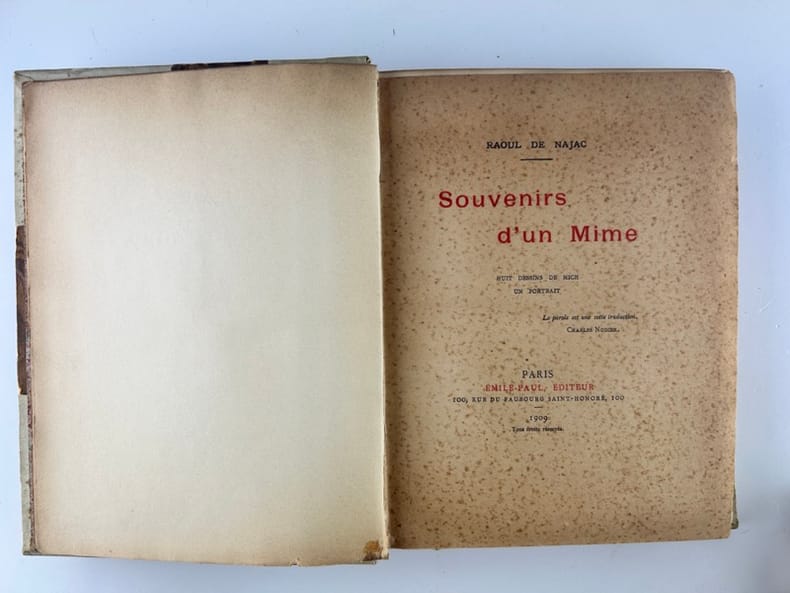 RAOUL DE NAJAC
Souvenirs
d'un Mime
HUIT DESSINS DE MICH
UN PORTRAIT
La parole est une sotte traduction.
CHARLES NODIER.
PARIS
ÉMILE-PAUL, ÉDITEUR
100, RUE DU FAUBOURG SAINT-HONORÉ, 100
1909
Tous droits réservés.